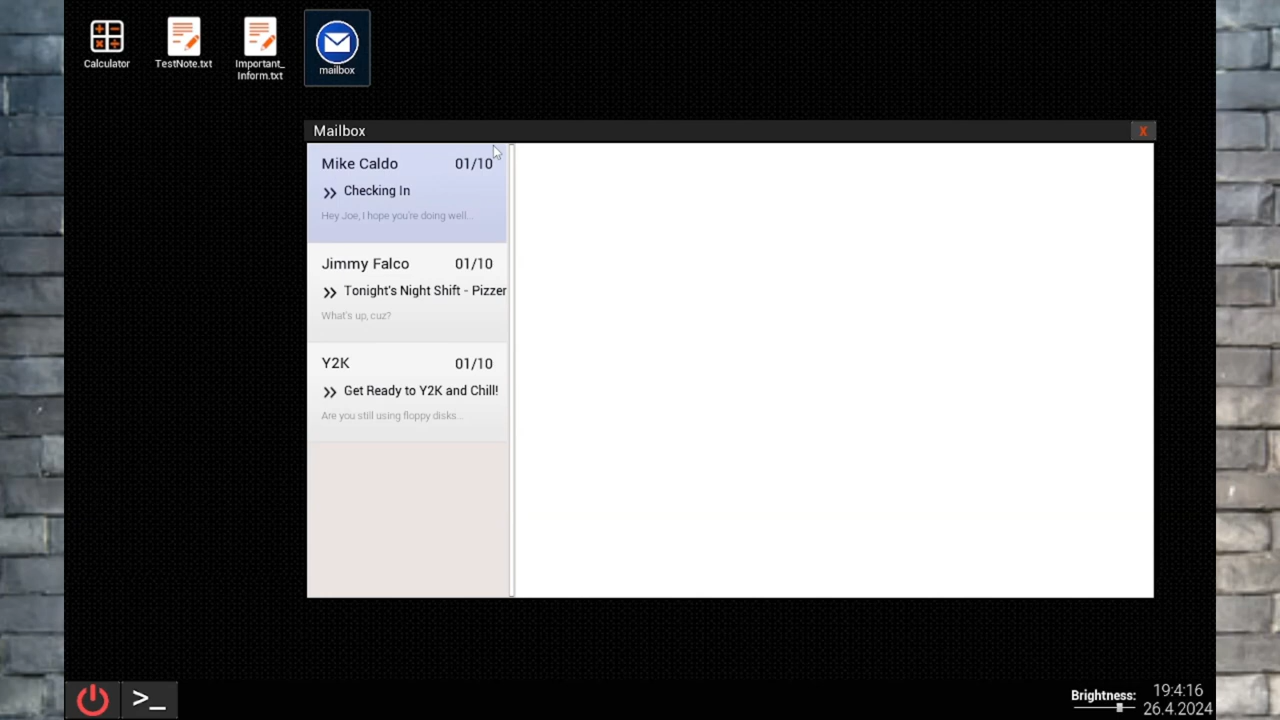 Calculator
TestNote.txt
Important_
Inform.txt
mailbox
Mailbox
X
Mike Caldo 01/10
>> Checking In
Hey Joe, I hope you're doing well...
Jimmy Falco 01/10
>> Tonight's Night Shift - Pizzer
What's up, cuz?
Y2K 01/10
>> Get Ready to Y2K and Chill!
Are you still using floppy disks...
>_
Brightness:
19:4:16
26.4.2024